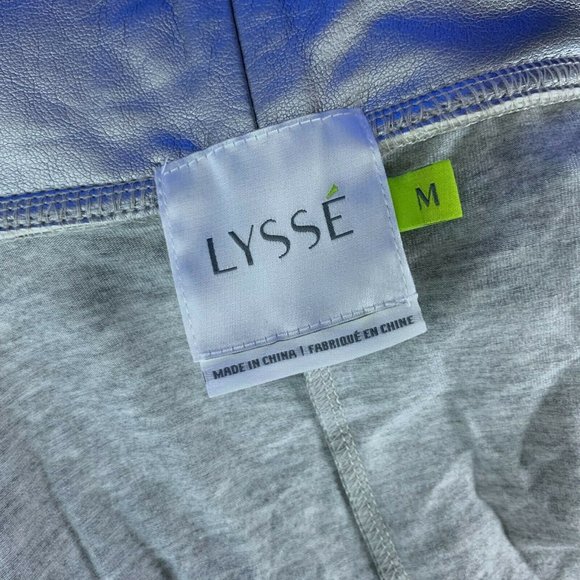 LYSSÉ
M
MADE IN CHINA | FABRIQUÉ EN CHINE